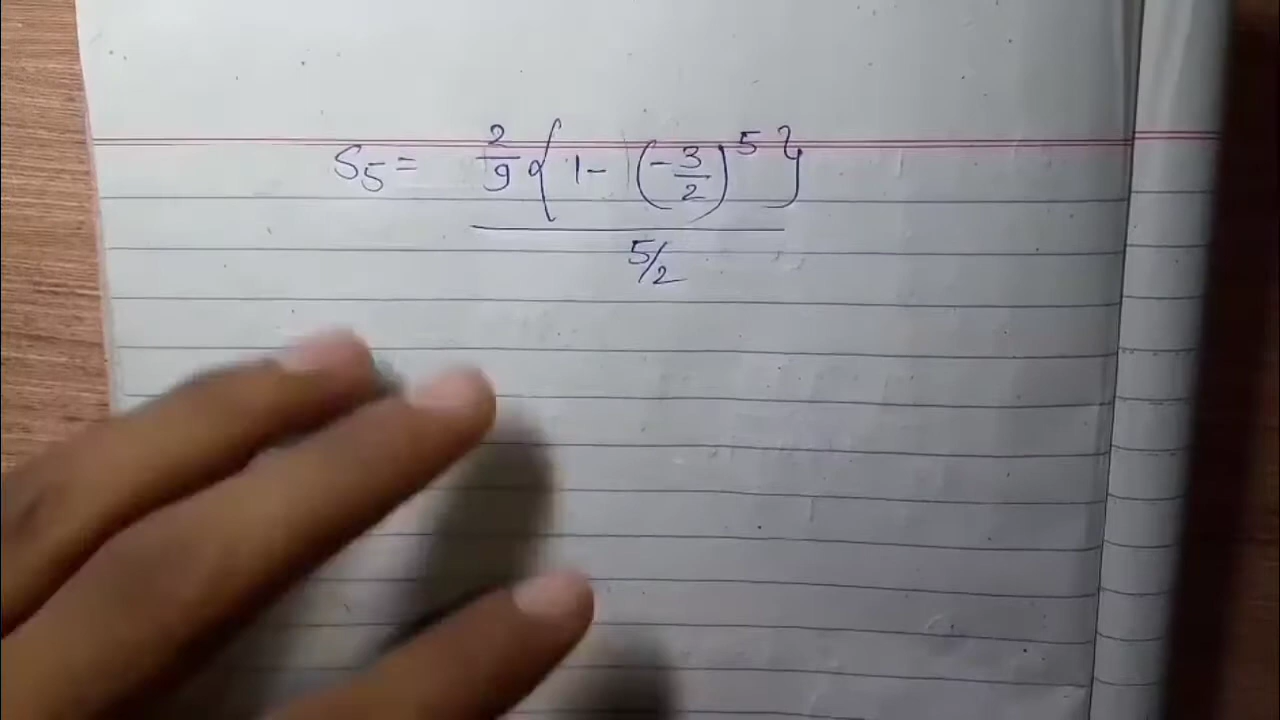 S5 = 2/9 { 1 - (-3/2)^5 }
5/2